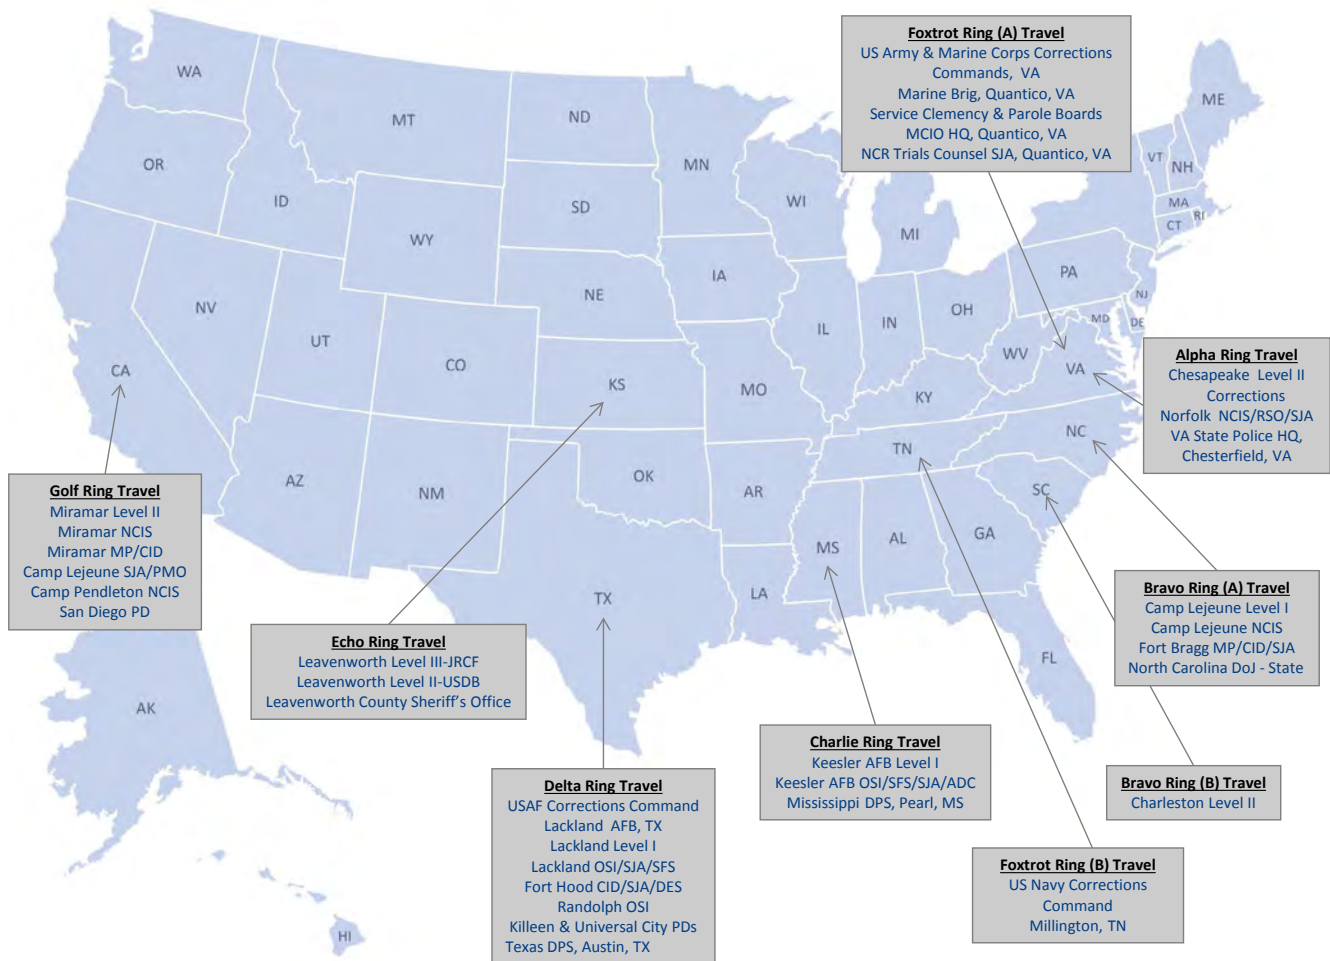 Foxtrot Ring (A) Travel
US Army & Marine Corps Corrections
Commands, VA
Marine Brig, Quantico, VA
Service Clemency & Parole Boards
MCIO HQ, Quantico, VA
NCR Trials Counsel SJA, Quantico, VA
WA
MT
ND
MN
ME
OR
ID
SD
WI
VT
NH
WY
MI
MA
RI
CT
IA
PA
NE
NJ
NV
OH
IL
IN
MD
DE
UT
CO
WV
VA
CA
KS
MO
KY
Alpha Ring Travel
Chesapeake Level II
Corrections
Norfolk NCIS/RSO/SJA
VA State Police HQ,
Chesterfield, VA
NC
TN
AZ
NM
OK
AR
SC
Golf Ring Travel
Miramar Level II
Miramar NCIS
Miramar MP/CID
Camp Lejeune SJA/PMO
Camp Pendleton NCIS
San Diego PD
MS
AL
GA
TX
LA
Bravo Ring (A) Travel
Camp Lejeune Level I
Camp Lejeune NCIS
Fort Bragg MP/CID/SJA
North Carolina DoJ - State
Echo Ring Travel
Leavenworth Level III-JRCF
Leavenworth Level II-USDB
Leavenworth County Sheriff's Office
FL
AK
Charlie Ring Travel
Keesler AFB Level I
Keesler AFB OSI/SFS/SJA/ADC
Mississippi DPS, Pearl, MS
Bravo Ring (B) Travel
Charleston Level II
Delta Ring Travel
USAF Corrections Command
Lackland AFB, TX
Lackland Level I
Lackland OSI/SJA/SFS
Fort Hood CID/SJA/DES
Randolph OSI
Killeen & Universal City PDs
Texas DPS, Austin, TX
Foxtrot Ring (B) Travel
US Navy Corrections
Command
Millington, TN
HI